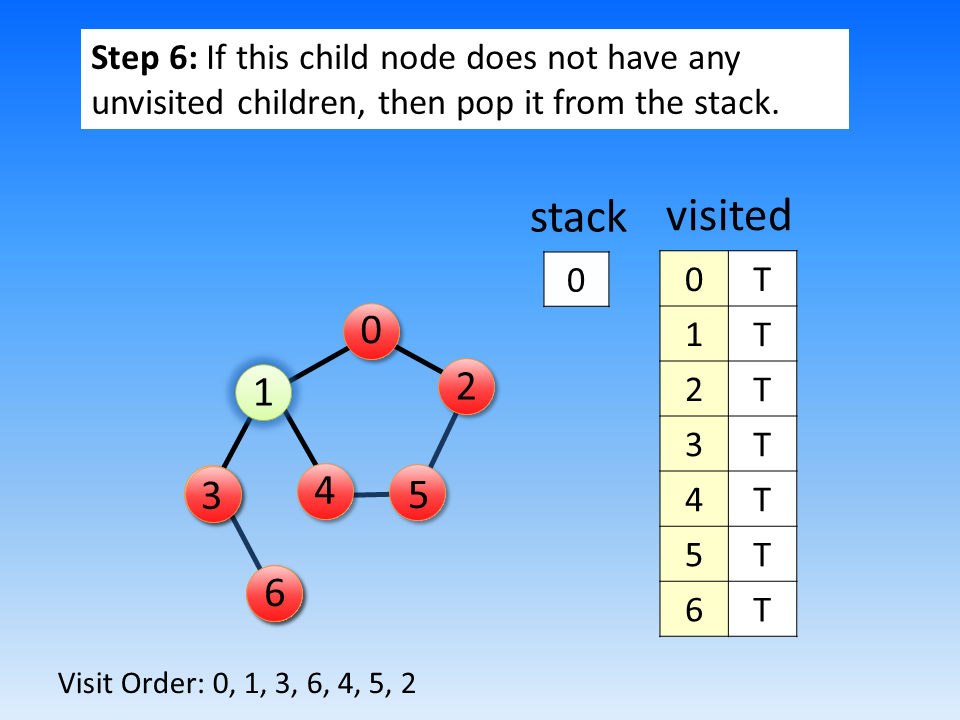 Step 6: If this child node does not have any
unvisited children, then pop it from the stack.
stack visited
0
0 T
1 T
2 T
3 T
4 T
5 T
6 T
0
1
2
3
4
5
6
Visit Order: 0, 1, 3, 6, 4, 5, 2